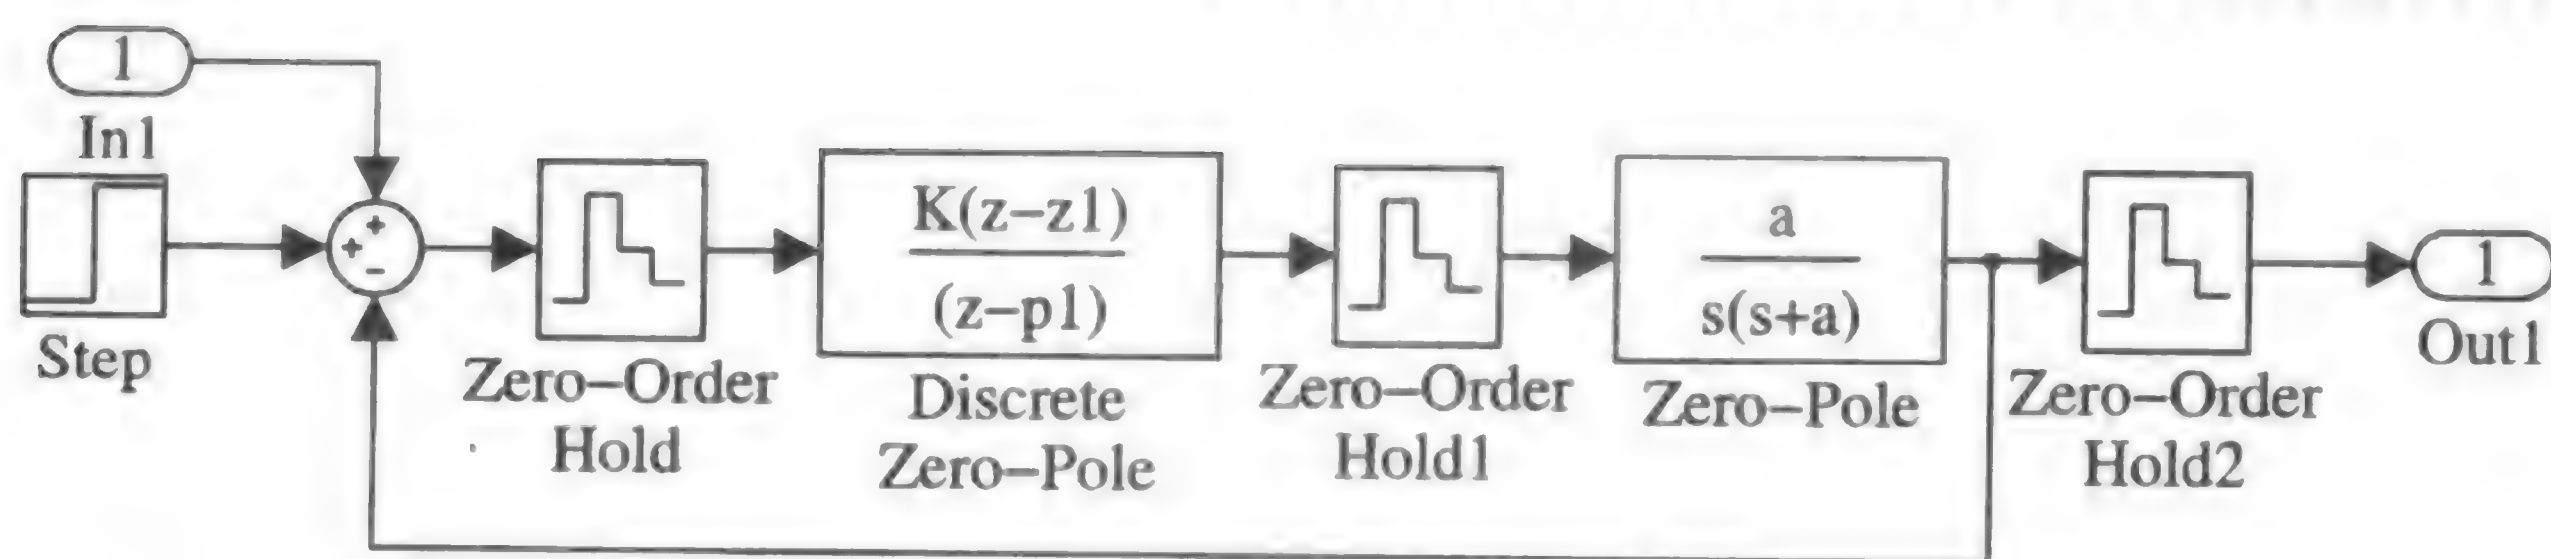 1
In1
Step
+
+
-
Zero-Order
Hold
K(z-z1)
(z-p1)
Discrete
Zero-Pole
Zero-Order
Hold1
a
s(s+a)
Zero-Pole
Zero-Order
Hold2
1
Out1